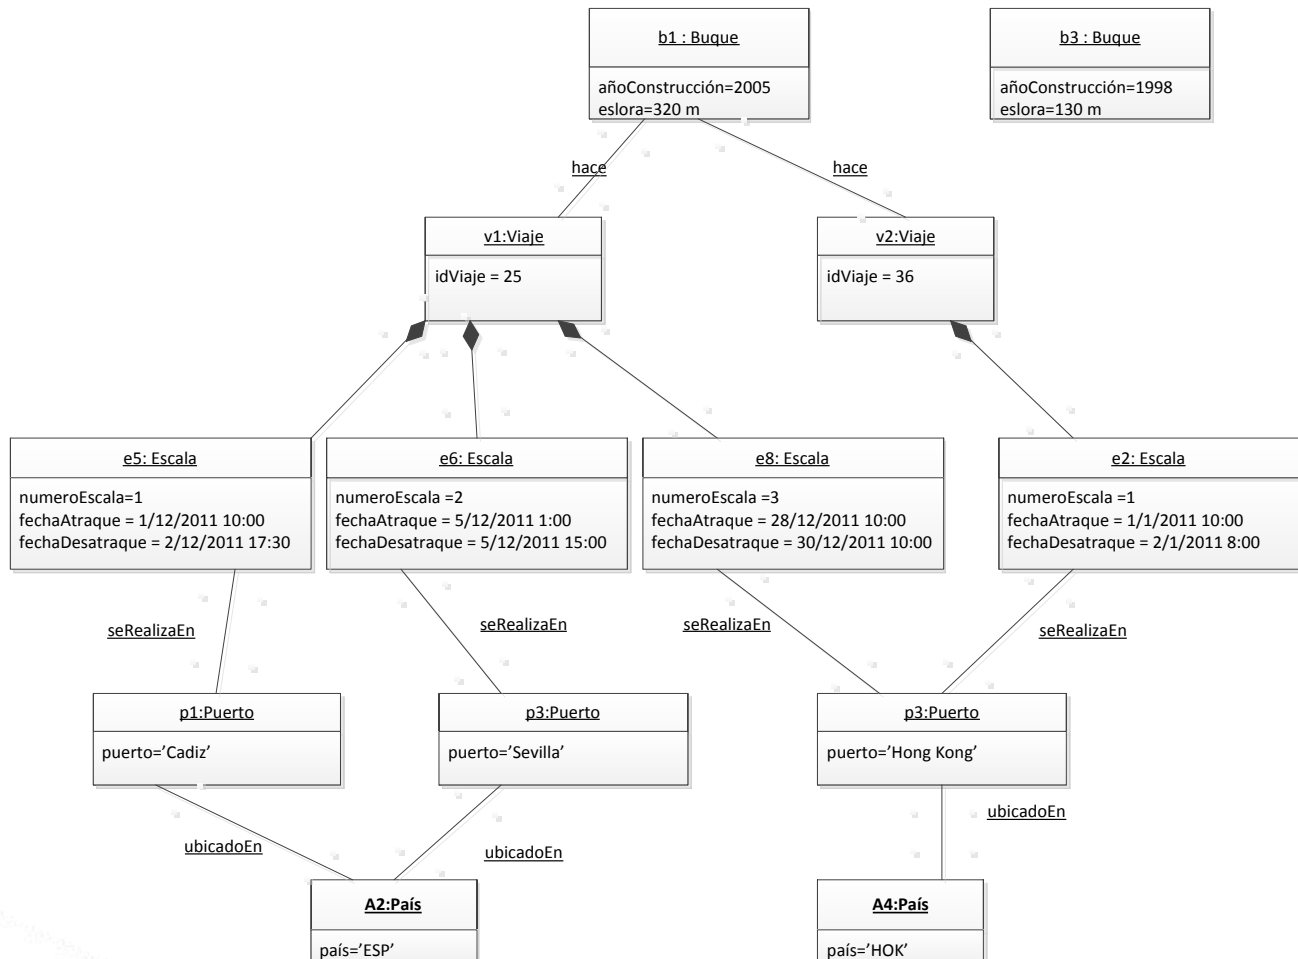 b1 : Buque
añoConstrucción=2005
eslora=320 m
b3 : Buque
añoConstrucción=1998
eslora=130 m
hace
hace
v1:Viaje
idViaje = 25
v2:Viaje
idViaje = 36
e5: Escala
numeroEscala=1
fechaAtraque = 1/12/2011 10:00
fechaDesatraque = 2/12/2011 17:30
e6: Escala
numeroEscala =2
fechaAtraque = 5/12/2011 1:00
fechaDesatraque = 5/12/2011 15:00
e8: Escala
numeroEscala =3
fechaAtraque = 28/12/2011 10:00
fechaDesatraque = 30/12/2011 10:00
e2: Escala
numeroEscala =1
fechaAtraque = 1/1/2011 10:00
fechaDesatraque = 2/1/2011 8:00
seRealizaEn
seRealizaEn
seRealizaEn
seRealizaEn
p1:Puerto
puerto=’Cadiz’
p3:Puerto
puerto=’Sevilla’
p3:Puerto
puerto=’Hong Kong’
ubicadoEn
ubicadoEn
ubicadoEn
A2:País
país=’ESP’
A4:País
país=’HOK’